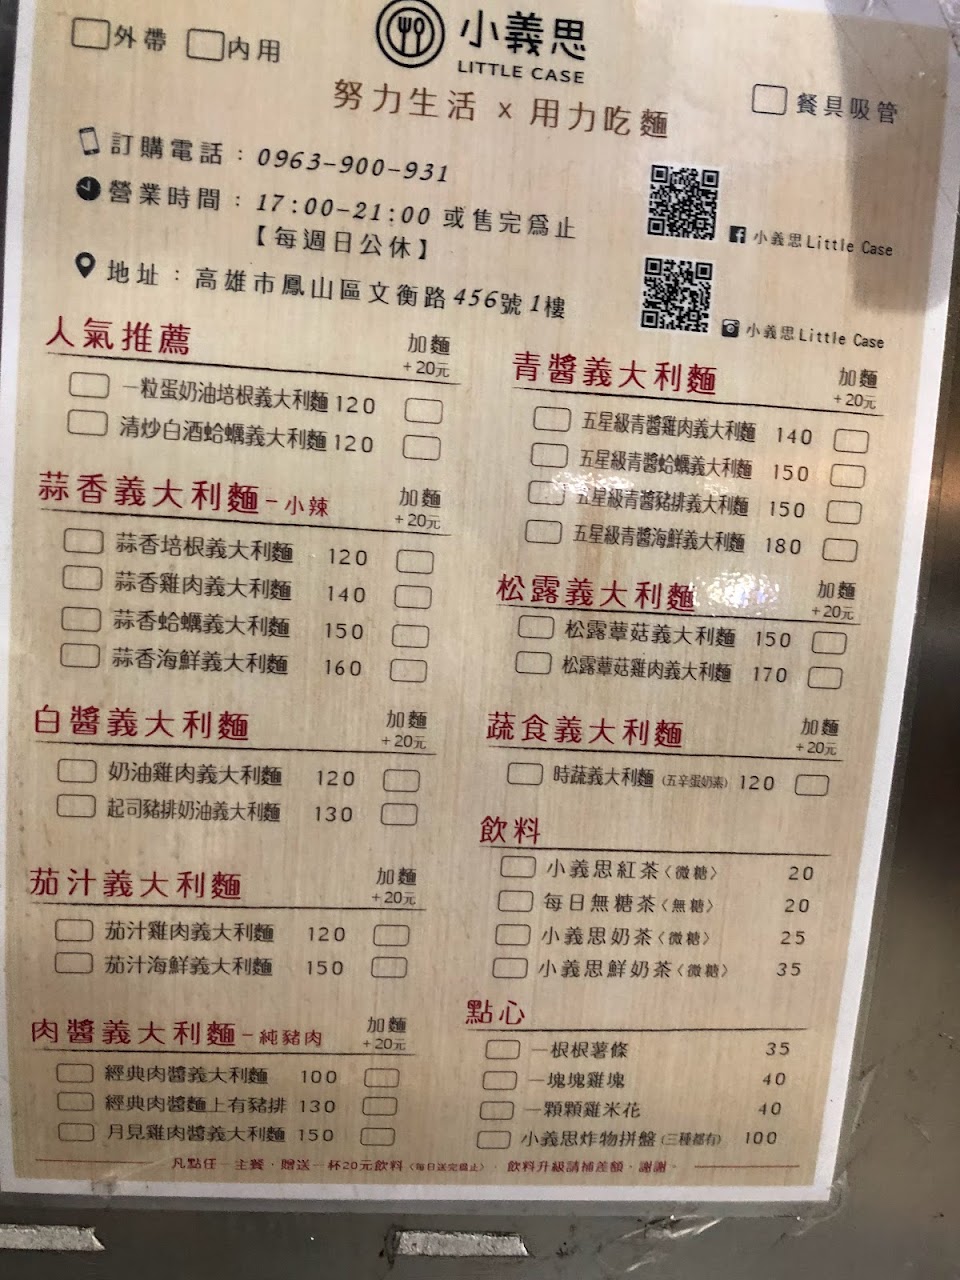 外帶 內用
小義思
LITTLE CASE
努力生活 x 用力吃麵
餐具吸管
訂購電話：0963-900-931
營業時間：17:00-21:00 或售完為止
【每週日公休】
地址：高雄市鳳山區文衡路456號1樓
小義思Little Case
小義思Little Case
人氣推薦 加麵 +20元
一粒蛋奶油培根義大利麵 120
清炒白酒蛤蠣義大利麵 120
蒜香義大利麵-小辣 加麵 +20元
蒜香培根義大利麵 120
蒜香雞肉義大利麵 140
蒜香蛤蠣義大利麵 150
蒜香海鮮義大利麵 160
白醬義大利麵 加麵 +20元
奶油雞肉義大利麵 120
起司豬排奶油義大利麵 130
茄汁義大利麵 加麵 +20元
茄汁雞肉義大利麵 120
茄汁海鮮義大利麵 150
肉醬義大利麵-純豬肉 加麵 +20元
經典肉醬義大利麵 100
經典肉醬麵上有豬排 130
月見雞肉醬義大利麵 150
青醬義大利麵 加麵 +20元
五星級青醬雞肉義大利麵 140
五星級青醬蛤蠣義大利麵 150
五星級青醬豬排義大利麵 150
五星級青醬海鮮義大利麵 180
松露義大利麵 加麵 +20元
松露蕈菇義大利麵 150
松露蕈菇雞肉義大利麵 170
蔬食義大利麵 加麵 +20元
時蔬義大利麵 (五辛蛋奶素) 120
飲料
小義思紅茶〈微糖〉 20
每日無糖茶〈無糖〉 20
小義思奶茶〈微糖〉 25
小義思鮮奶茶〈微糖〉 35
點心
一根根薯條 35
一塊塊雞塊 40
一顆顆雞米花 40
小義思炸物拼盤 (三種都有) 100
凡點任一主餐，贈送一杯20元飲料〈每日送完為止〉，飲料升級請補差額，謝謝。